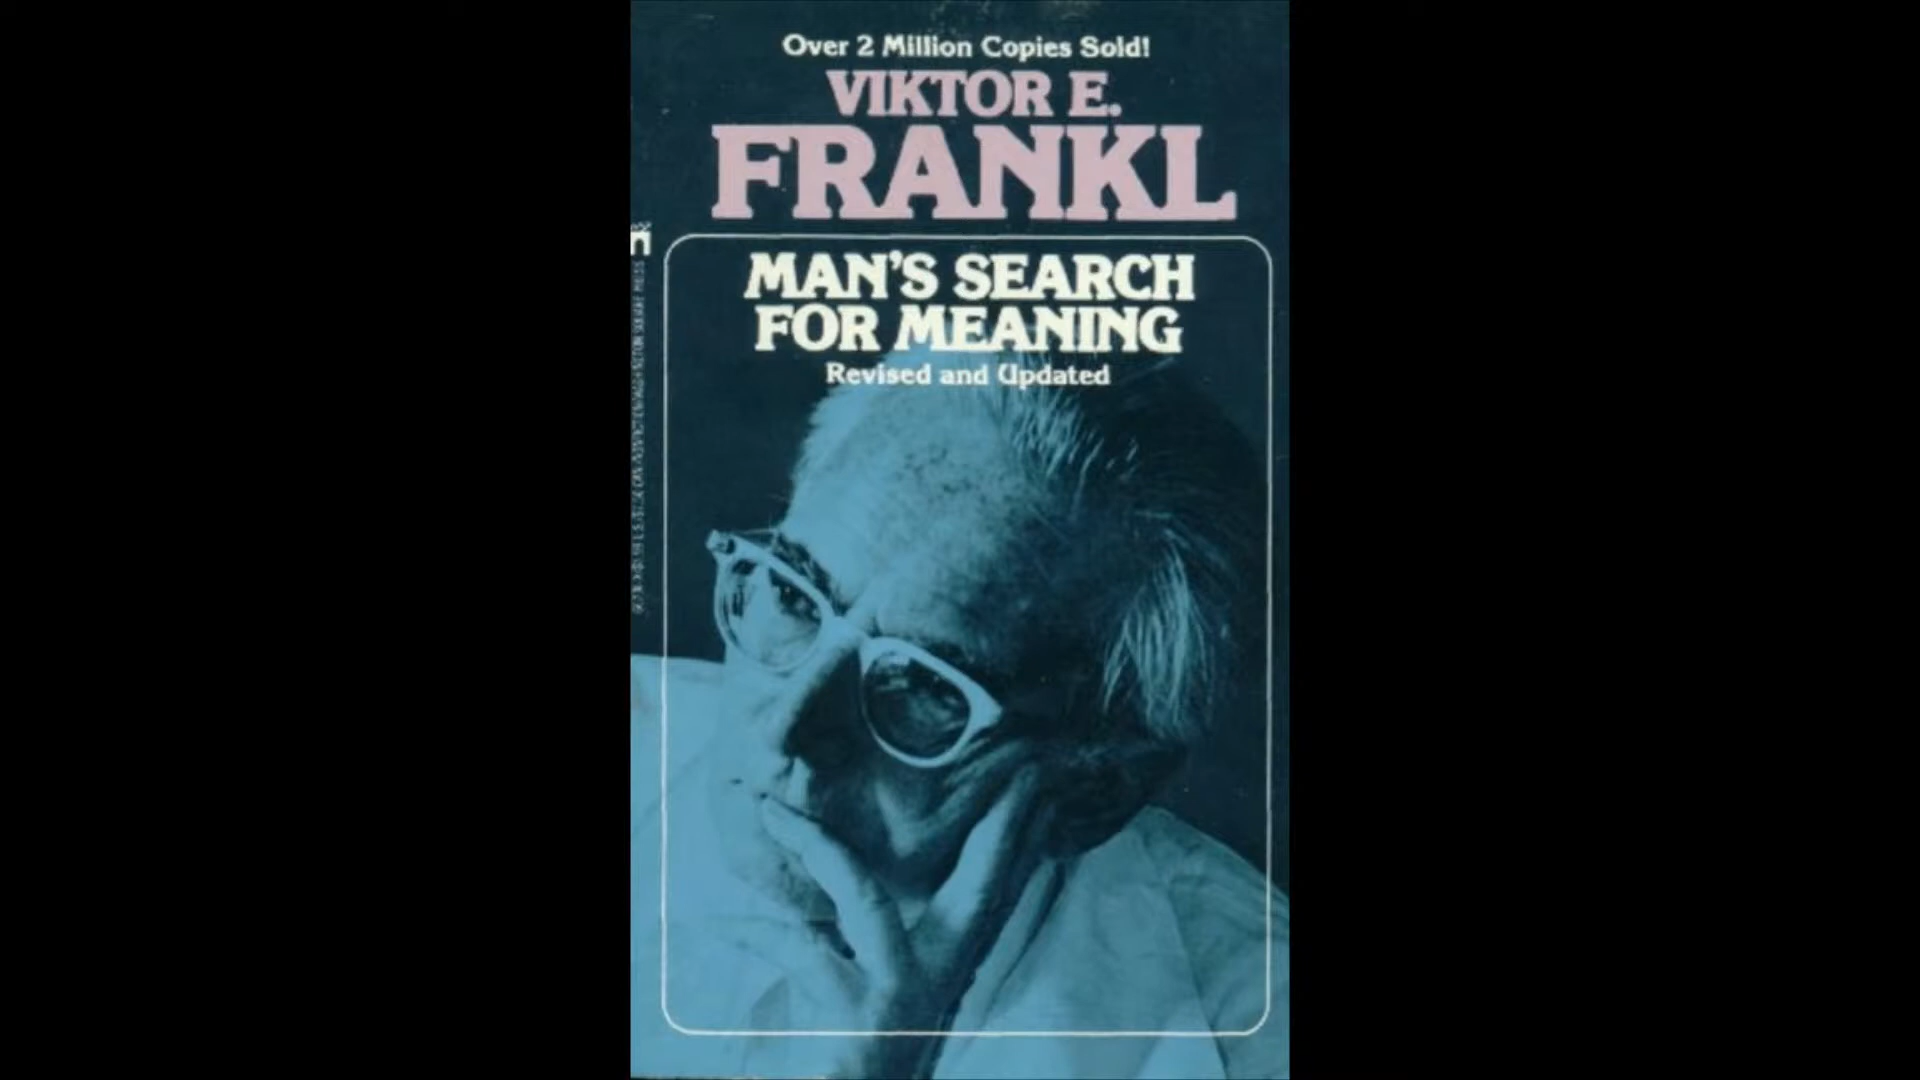 Over 2 Million Copies Sold!
VIKTOR E.
FRANKL
MAN'S SEARCH
FOR MEANING
Revised and Updated